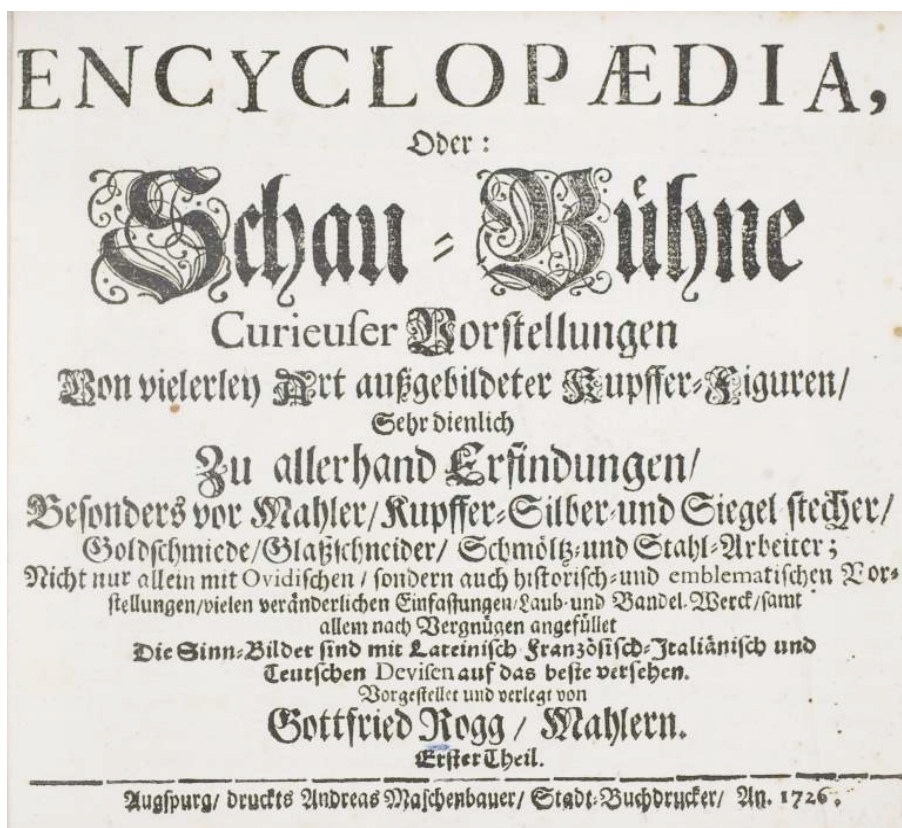 ENCYCLOPÆDIA,
Oder:
Schau-Bühne
Curieuser Vorstellungen
Von vielerley Art außgebildeter Kupffer-Figuren/
Sehr dienlich
Zu allerhand Erfindungen/
Besonders vor Mahler/Kupffer-Silber-und Siegel stecher/
Goldschmiede/Glaßschneider/ Schmöltz-und Stahl-Arbeiter;
Nicht nur allein mit Ovidischen / sondern auch historisch-und emblematischen Vor-
stellungen/vielen veränderlichen Einfassungen/Laub-und Bandel-Werck/samt
allem nach Vergnügen angefüllet
Die Sinn-Bilder sind mit Lateinisch Französisch-Italiänisch und
Teutschen Devisen auf das beste versehen.
Vorgestellet und verlegt von
Gottfried Rogg / Mahlern.
Erster Theil.
Augspurg/ druckts Andreas Maschenbauer/ Stadt-Buchdrucker/ An. 1726.